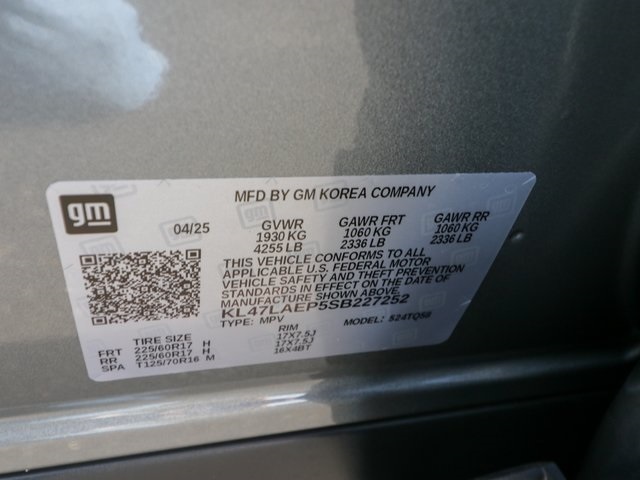 gm
MFD BY GM KOREA COMPANY
04/25 GVWR GAWR FRT GAWR RR
1930 KG 1060 KG 1060 KG
4255 LB 2336 LB 2336 LB
THIS VEHICLE CONFORMS TO ALL
APPLICABLE U.S. FEDERAL MOTOR
VEHICLE SAFETY AND THEFT PREVENTION
STANDARDS IN EFFECT ON THE DATE OF
MANUFACTURE SHOWN ABOVE.
KL47LAEP5SB227252
TYPE: MPV MODEL:
TIRE SIZE RIM
FRT 225/60R17 H 17X7.5J
RR 225/60R17 H 17X7.5J
SPA T125/70R16 M 16X4BT